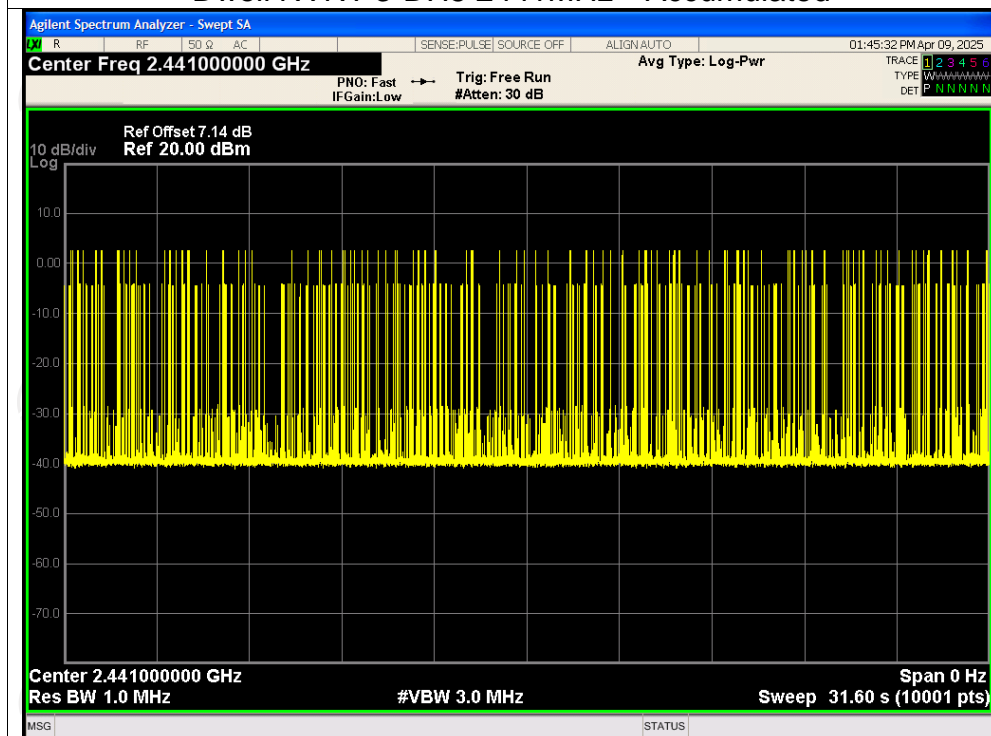 Agilent Spectrum Analyzer - Swept SA
LXI R RF 50 Ω AC SENSE:PULSE SOURCE OFF ALIGN AUTO 01:45:32 PM Apr 09, 2025
Center Freq 2.441000000 GHz Avg Type: Log-Pwr TRACE 1 2 3 4 5 6
PNO: Fast Trig: Free Run TYPE W
IFGain:Low #Atten: 30 dB DET P N N N N N
Ref Offset 7.14 dB
10 dB/div Ref 20.00 dBm
Log
10.0
0.00
-10.0
-20.0
-30.0
-40.0
-50.0
-60.0
-70.0
Center 2.441000000 GHz Span 0 Hz
Res BW 1.0 MHz #VBW 3.0 MHz Sweep 31.60 s (10001 pts)
MSG STATUS